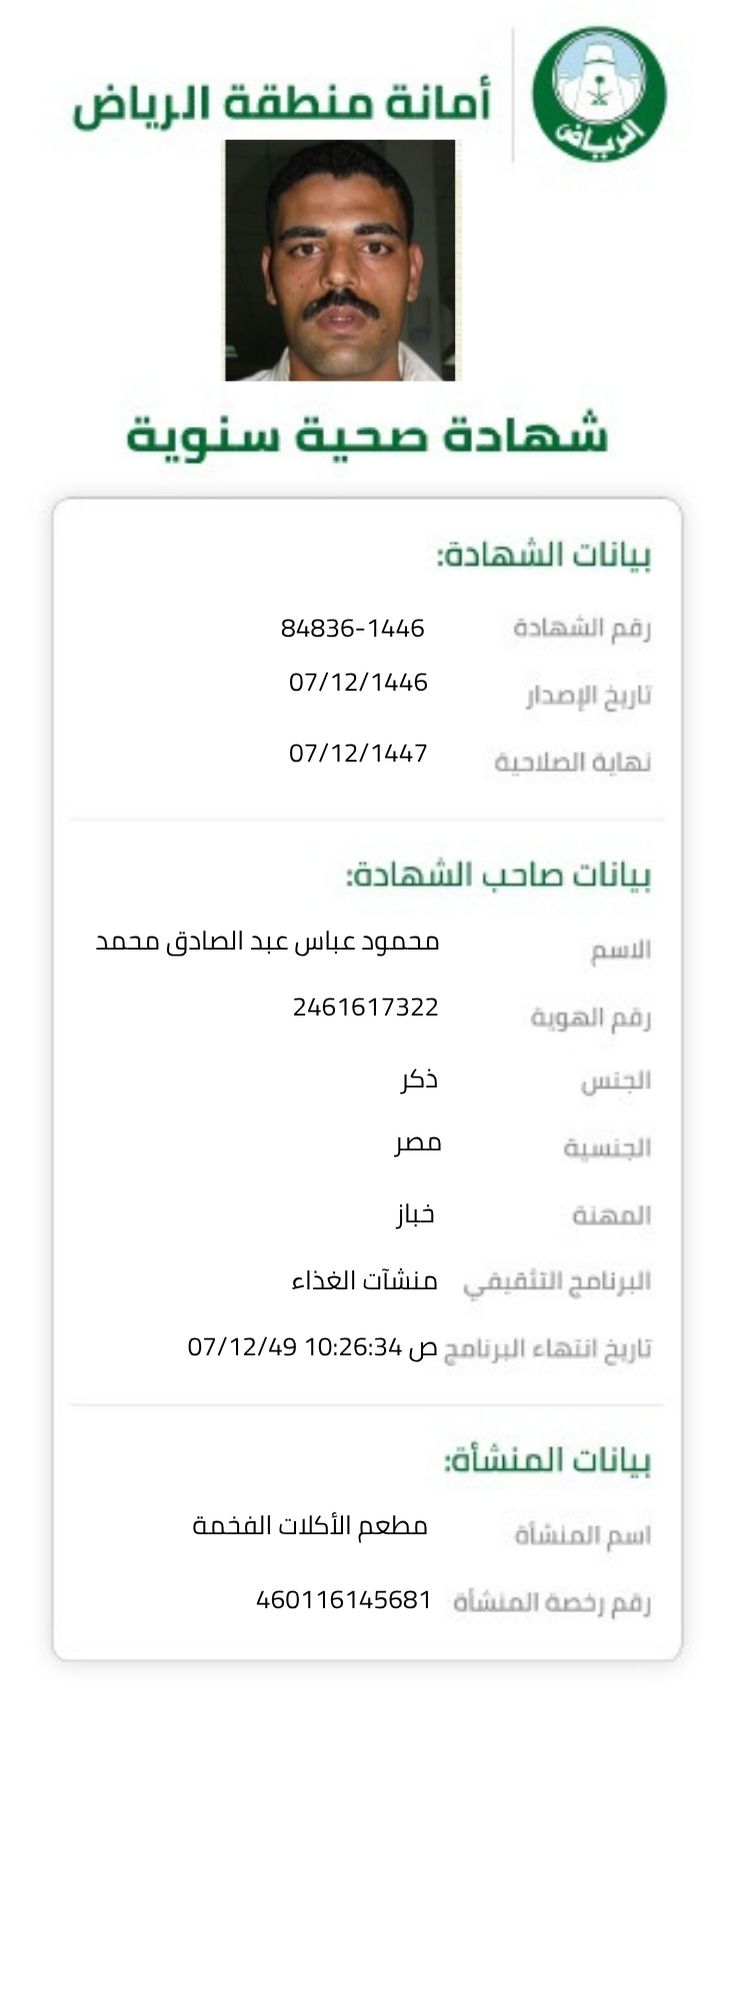 أمانة منطقة الرياض
الرياض
شهادة صحية سنوية
بيانات الشهادة:
رقم الشهادة 84836-1446
تاريخ الإصدار 07/12/1446
نهاية الصلاحية 07/12/1447
بيانات صاحب الشهادة:
الاسم محمود عباس عبد الصادق محمد
رقم الهوية 2461617322
الجنس ذكر
الجنسية مصر
المهنة خباز
البرنامج التثقيفي منشآت الغذاء
تاريخ انتهاء البرنامج ص 10:26:34 07/12/49
بيانات المنشأة:
اسم المنشأة مطعم الأكلات الفخمة
رقم رخصة المنشأة 460116145681